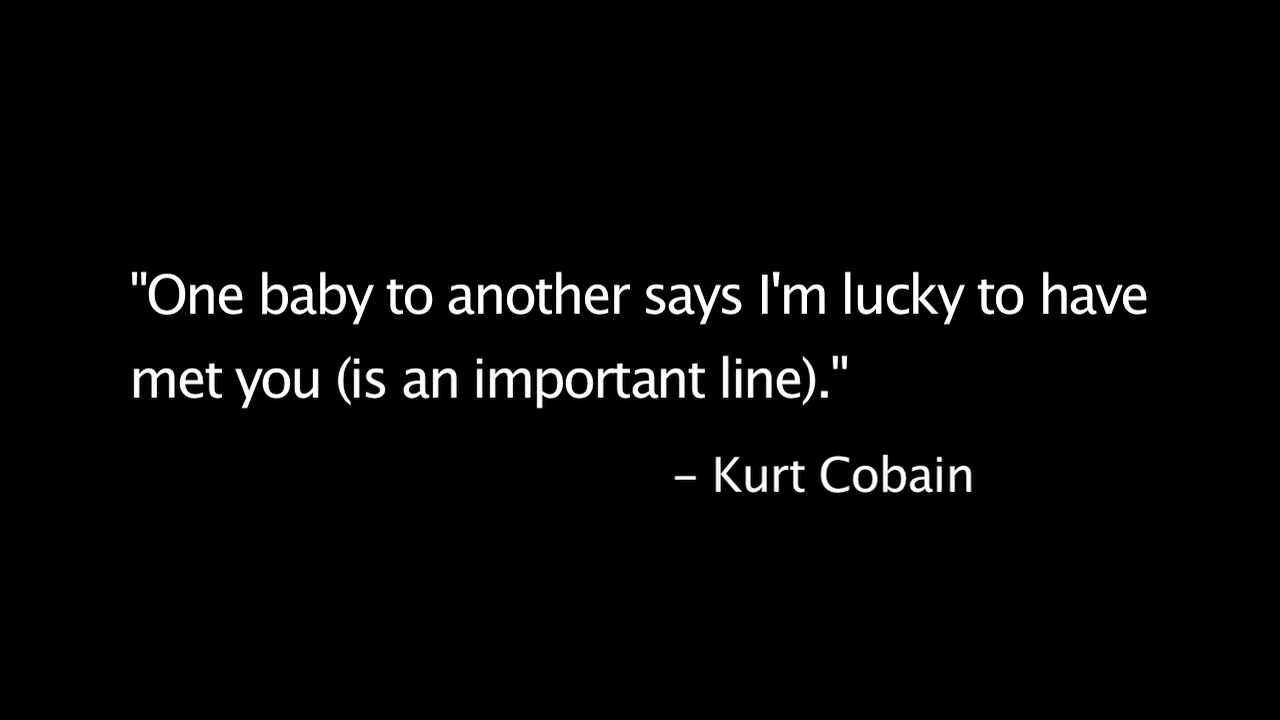 "One baby to another says I'm lucky to have
met you (is an important line)."
– Kurt Cobain